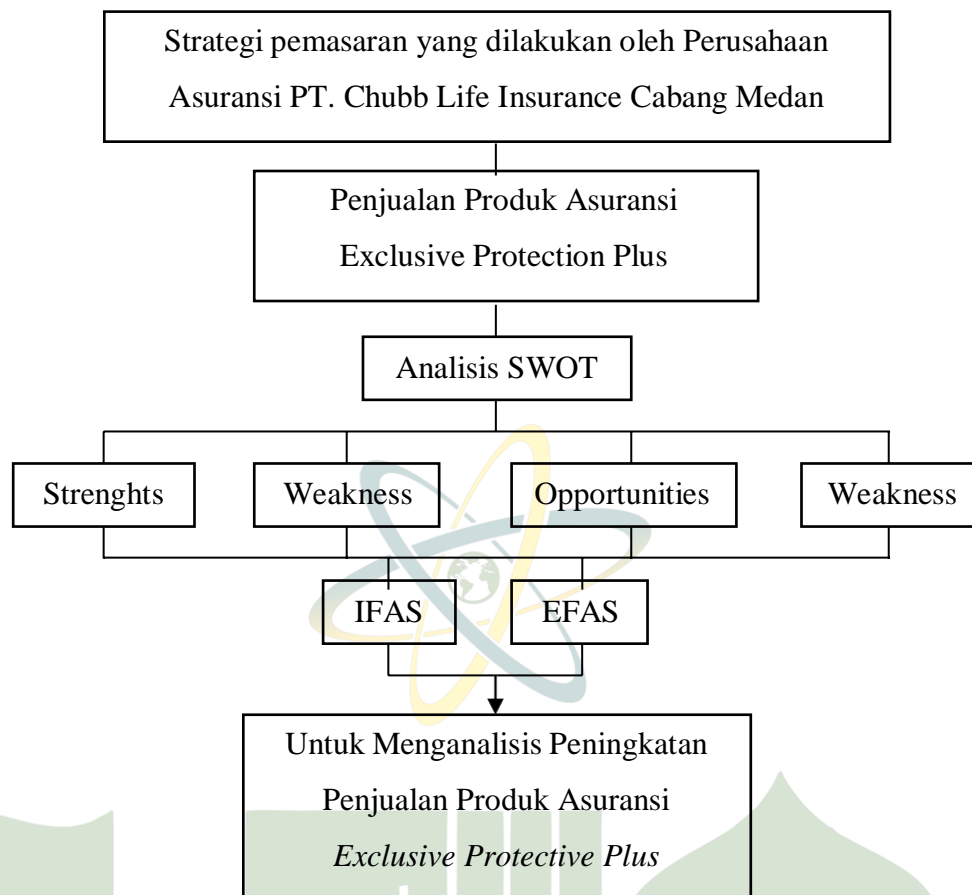 Strategi pemasaran yang dilakukan oleh Perusahaan
Asuransi PT. Chubb Life Insurance Cabang Medan
Penjualan Produk Asuransi
Exclusive Protection Plus
Analisis SWOT
Strenghts
Weakness
Opportunities
Weakness
IFAS
EFAS
Untuk Menganalisis Peningkatan
Penjualan Produk Asuransi
Exclusive Protective Plus